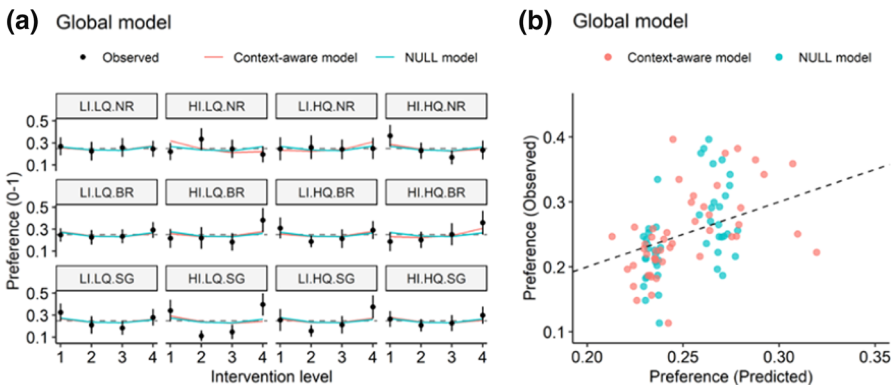 (a) Global model
Observed Context-aware model NULL model
LI.LQ.NR HI.LQ.NR LI.HQ.NR HI.HQ.NR
0.5
0.3
0.1
LI.LQ.BR HI.LQ.BR LI.HQ.BR HI.HQ.BR
0.5
0.3
0.1
LI.LQ.SG HI.LQ.SG LI.HQ.SG HI.HQ.SG
0.5
0.3
0.1
1 2 3 4 1 2 3 4 1 2 3 4 1 2 3 4
Preference (0-1)
Intervention level
(b) Global model
Context-aware model NULL model
0.4
0.3
0.2
0.1
Preference (Observed)
0.20 0.25 0.30 0.35
Preference (Predicted)